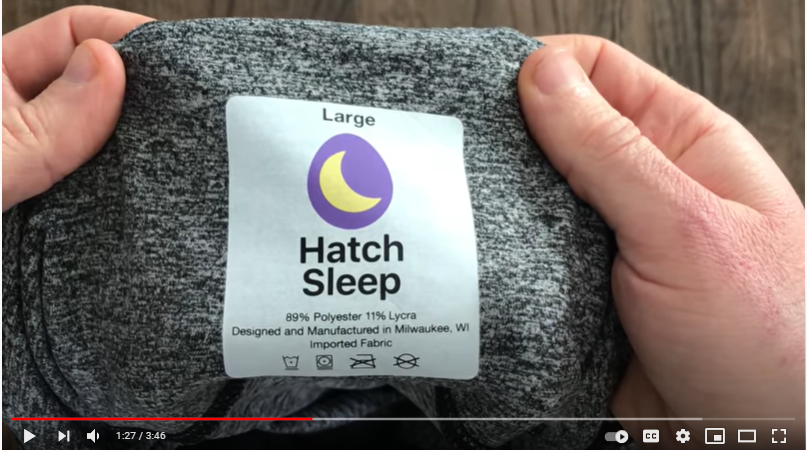 Large
Hatch
Sleep
89% Polyester 11% Lycra
Designed and Manufactured in Milwaukee, WI
Imported Fabric
1:27 / 3:46
CC